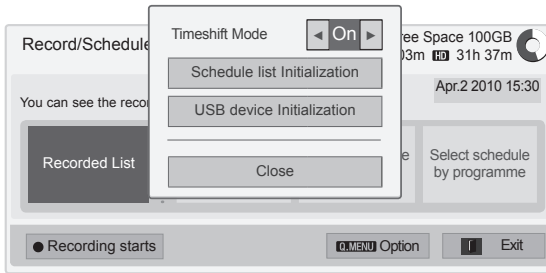 Record/Schedule
ree Space 100GB
03m HD 31h 37m
Apr.2 2010 15:30
You can see the reco
Timeshift Mode ◄ On ►
Schedule list Initialization
USB device Initialization
Close
Recorded List
e
Select schedule
by programme
● Recording starts
Q.MENU Option
Exit